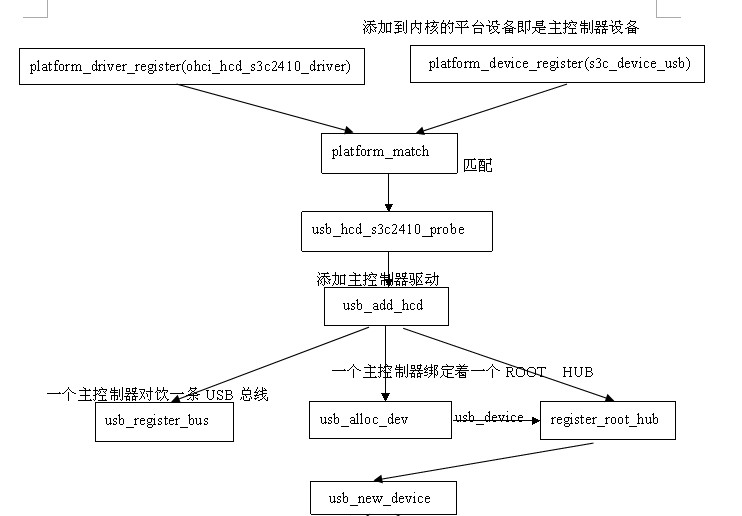 添加到内核的平台设备即是主控制器设备
platform_driver_register(ohci_hcd_s3c2410_driver)
platform_device_register(s3c_device_usb)
platform_match
匹配
usb_hcd_s3c2410_probe
添加主控制器驱动
usb_add_hcd
一个主控制器绑定着一个 ROOT HUB
一个主控制器对饮一条 USB 总线
usb_register_bus
usb_alloc_dev
usb_device
register_root_hub
usb_new_device